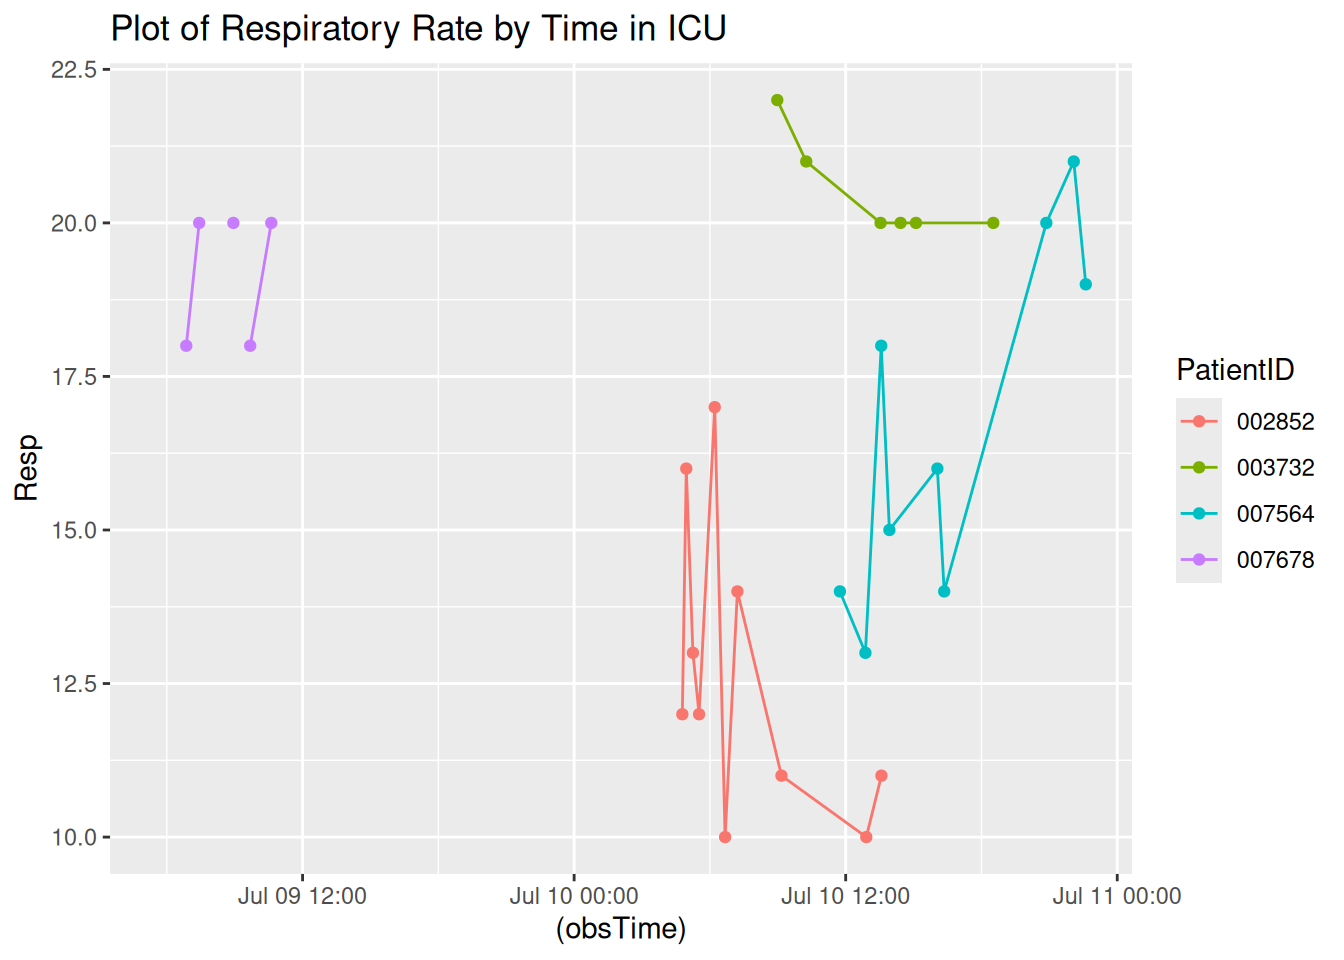 Plot of Respiratory Rate by Time in ICU
22.5
20.0
17.5
15.0
12.5
10.0
Resp
Jul 09 12:00
Jul 10 00:00
Jul 10 12:00
Jul 11 00:00
(obsTime)
PatientID
002852
003732
007564
007678